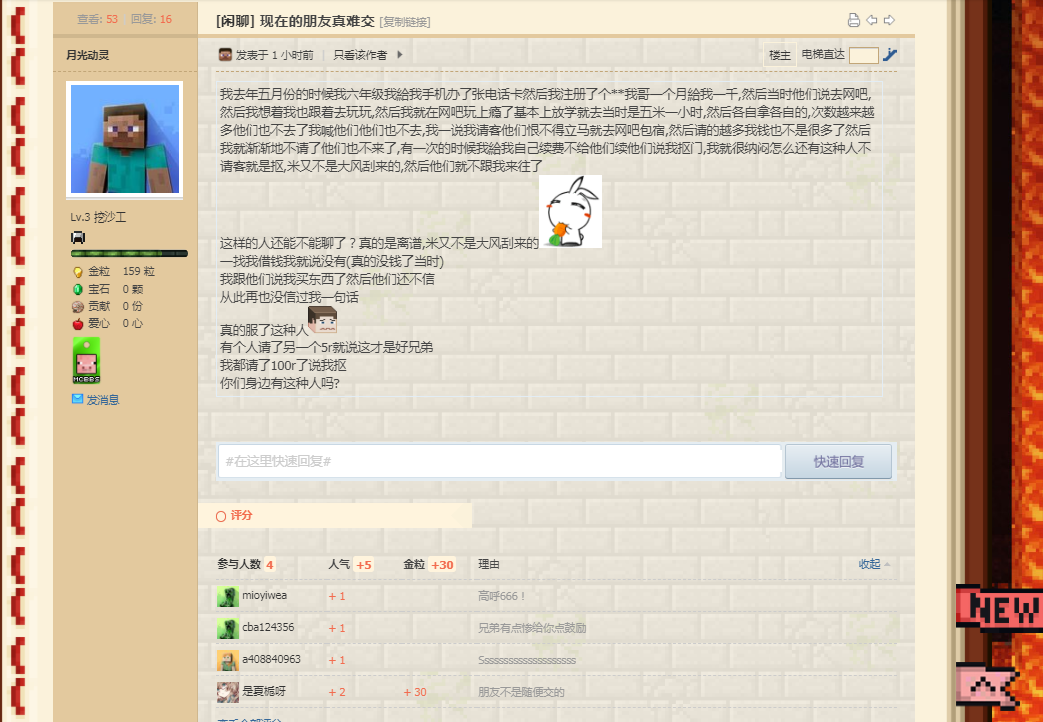 查看: 53 回复: 16
[闲聊] 现在的朋友真难交 [复制链接]
月光动灵
发表于 1 小时前 只看该作者
楼主 电梯直达
Lv.3 挖沙工
金粒 159 粒
宝石 0 颗
贡献 0 份
爱心 0 心
MCBBS
发消息
我去年五月份的时候我六年级我給我手机办了张电话卡然后我注册了个**我哥一个月給我一千,然后当时他们说去网吧,
然后我想着我也跟着去玩玩,然后我就在网吧玩上瘾了基本上放学就去当时是五米一小时,然后各自拿各自的,次数越来越
多他们也不去了我喊他们他们也不去,我一说我请客他们恨不得立马就去网吧包宿,然后请的越多我钱也不是很多了然后
我就渐渐地不请了他们也不来了,有一次的时候我給我自己续费不给他们续他们说我抠门,我就很纳闷怎么还有这种人不
请客就是抠,米又不是大风刮来的,然后他们就不跟我来往了
这样的人还能不能聊了？真的是离谱,米又不是大风刮来的
一找我借钱我就说没有(真的没钱了当时)
我跟他们说我买东西了然后他们还不信
从此再也没信过我一句话
真的服了这种人
有个人请了另一个5r就说这才是好兄弟
我都请了100r了说我抠
你们身边有这种人吗?
#在这里快速回复#
快速回复
评分
参与人数 4 人气 +5 金粒 +30 理由 收起
mioyiwea + 1 高呼666！
cba124356 + 1 兄弟有点惨给你点鼓励
a408840963 + 1 Ssssssssssssssssssss
是夏栀呀 + 2 + 30 朋友不是随便交的
NEW